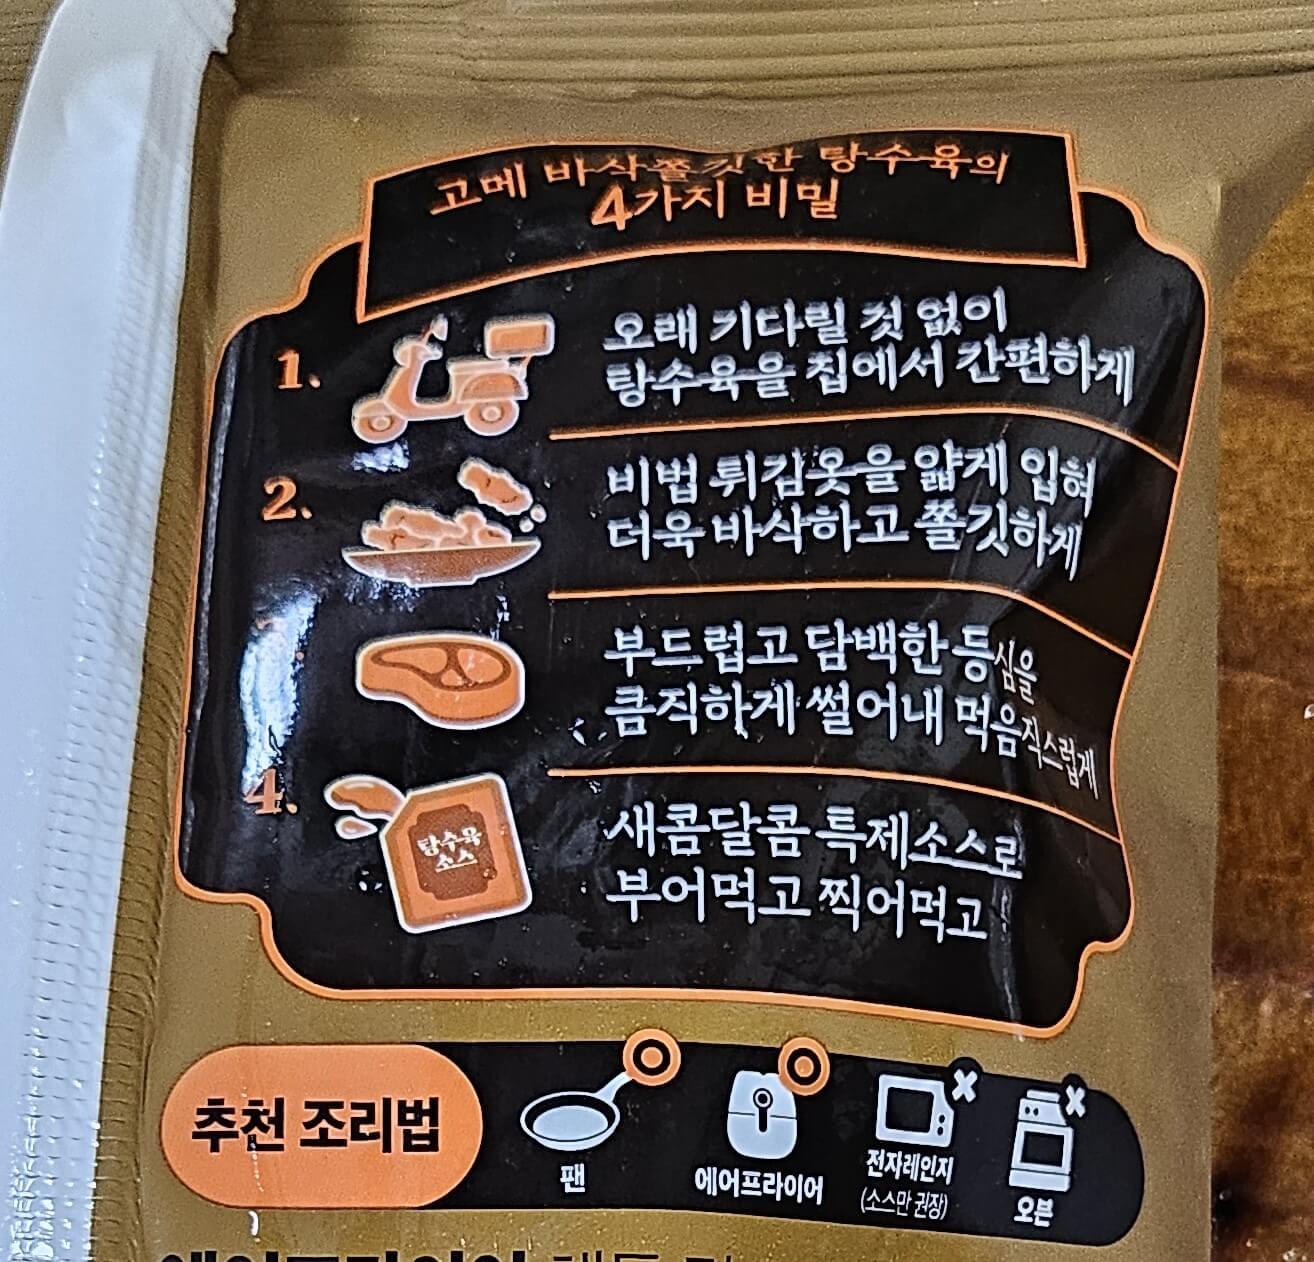 고메 바삭쫄깃한 탕수육의
4가지 비밀
1.
오래 기다릴 것 없이
탕수육을 집에서 간편하게
2.
비법 튀김옷을 얇게 입혀
더욱 바삭하고 쫄깃하게
부드럽고 담백한 등심을
큼직하게 썰어내 먹음직스럽게
4.
탕수육
소스
새콤달콤 특제소스로
부어먹고 찍어먹고
추천 조리법
팬
에어프라이어
전자레인지
(소스만 권장)
오븐